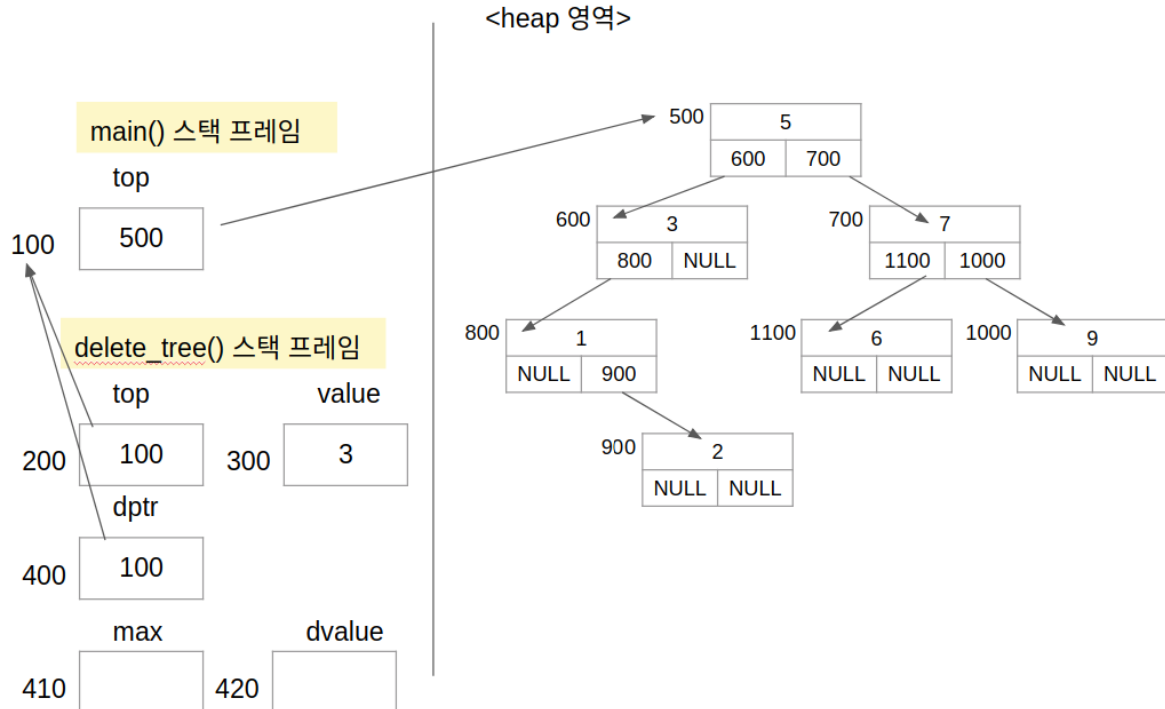 <heap 영역>
main() 스택 프레임
top
100
500
delete_tree() 스택 프레임
top
value
200
100
300
3
dptr
400
100
max
dvalue
410
420
500
5
600
700
600
3
800
NULL
700
7
1100
1000
800
1
NULL
900
1100
6
NULL
NULL
1000
9
NULL
NULL
900
2
NULL
NULL